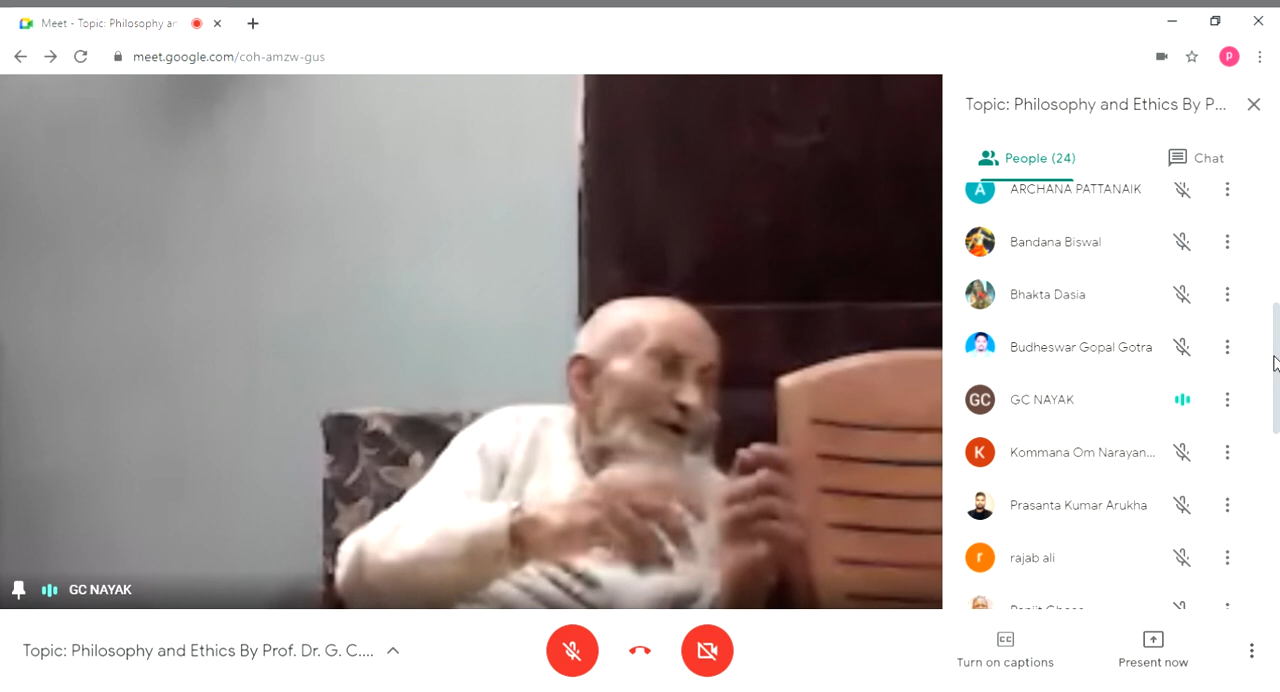 Meet - Topic: Philosophy an
meet.google.com/coh-amzw-gus
P
Topic: Philosophy and Ethics By P...
People (24)
Chat
A ARCHANA PATTANAIK
Bandana Biswal
Bhakta Dasia
Budheswar Gopal Gotra
GC GC NAYAK
K Kommana Om Narayan...
Prasanta Kumar Arukha
r rajab ali
GC NAYAK
Topic: Philosophy and Ethics By Prof. Dr. G. C....
CC
Turn on captions
Present now